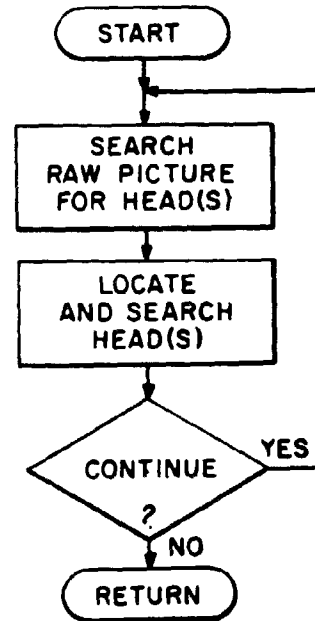 START
SEARCH
RAW PICTURE
FOR HEAD(S)
LOCATE
AND SEARCH
HEAD(S)
CONTINUE
?
YES
NO
RETURN